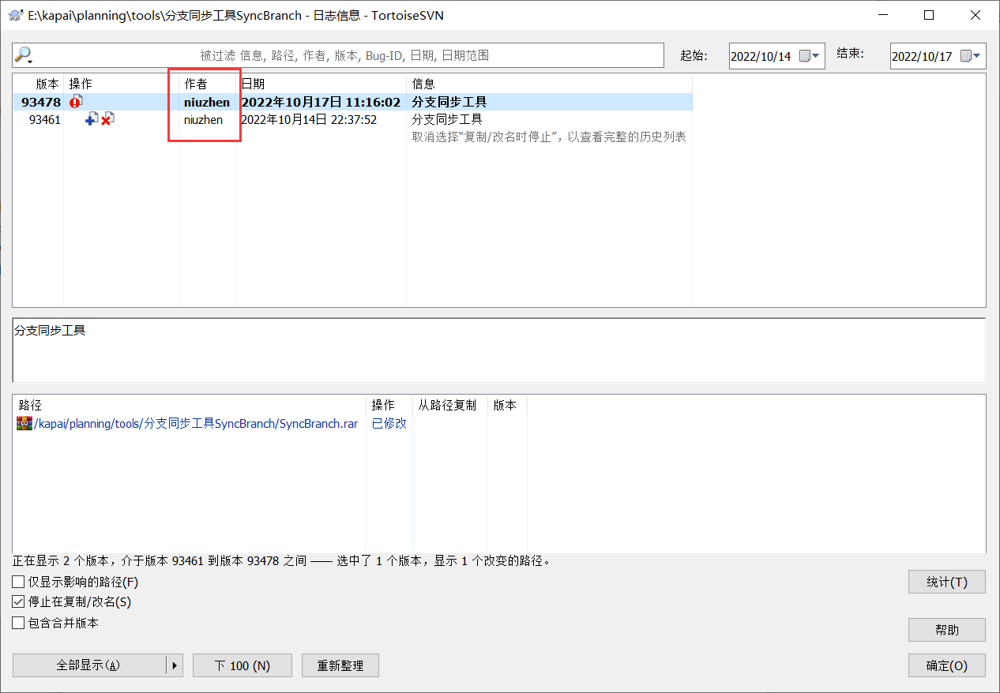 E:\kapai\planning\tools\分支同步工具SyncBranch - 日志信息 - TortoiseSVN
被过滤 信息, 路径, 作者, 版本, Bug-ID, 日期, 日期范围
起始: 2022/10/14 结束: 2022/10/17
版本 操作 作者 日期 信息
93478 niuzhen 2022年10月17日 11:16:02 分支同步工具
93461 niuzhen 2022年10月14日 22:37:52 分支同步工具
取消选择“复制/改名时停止”，以查看完整的历史列表
分支同步工具
路径 操作 从路径复制 版本
/kapai/planning/tools/分支同步工具SyncBranch/SyncBranch.rar 已修改
正在显示 2 个版本，介于版本 93461 到版本 93478 之间 —— 选中了 1 个版本，显示 1 个改变的路径。
仅显示影响的路径(F)
统计(T)
停止在复制/改名(S)
包含合并版本
帮助
全部显示(A) 下 100 (N) 重新整理 确定(O)